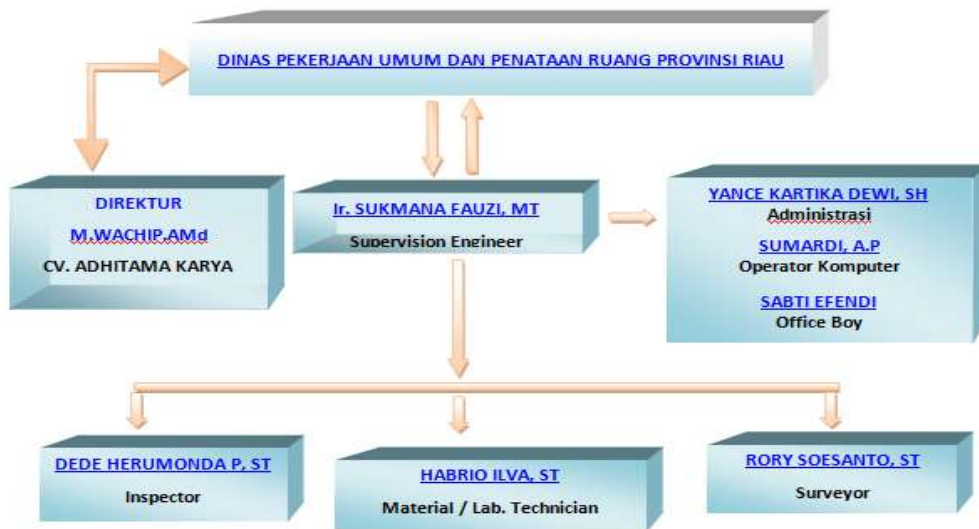 DINAS PEKERJAAN UMUM DAN PENATAAN RUANG PROVINSI RIAU
DIREKTUR
M.WACHIP,AMd
CV. ADHITAMA KARYA
Ir. SUKMANA FAUZI, MT
Supervision Engineer
YANCE KARTIKA DEWI, SH
Administrasi
SUMARDI, A.P
Operator Komputer
SABTI EFENDI
Office Boy
DEDE HERUMONDA P, ST
Inspector
HABRIO ILVA, ST
Material / Lab. Technician
RORY SOESANTO, ST
Surveyor